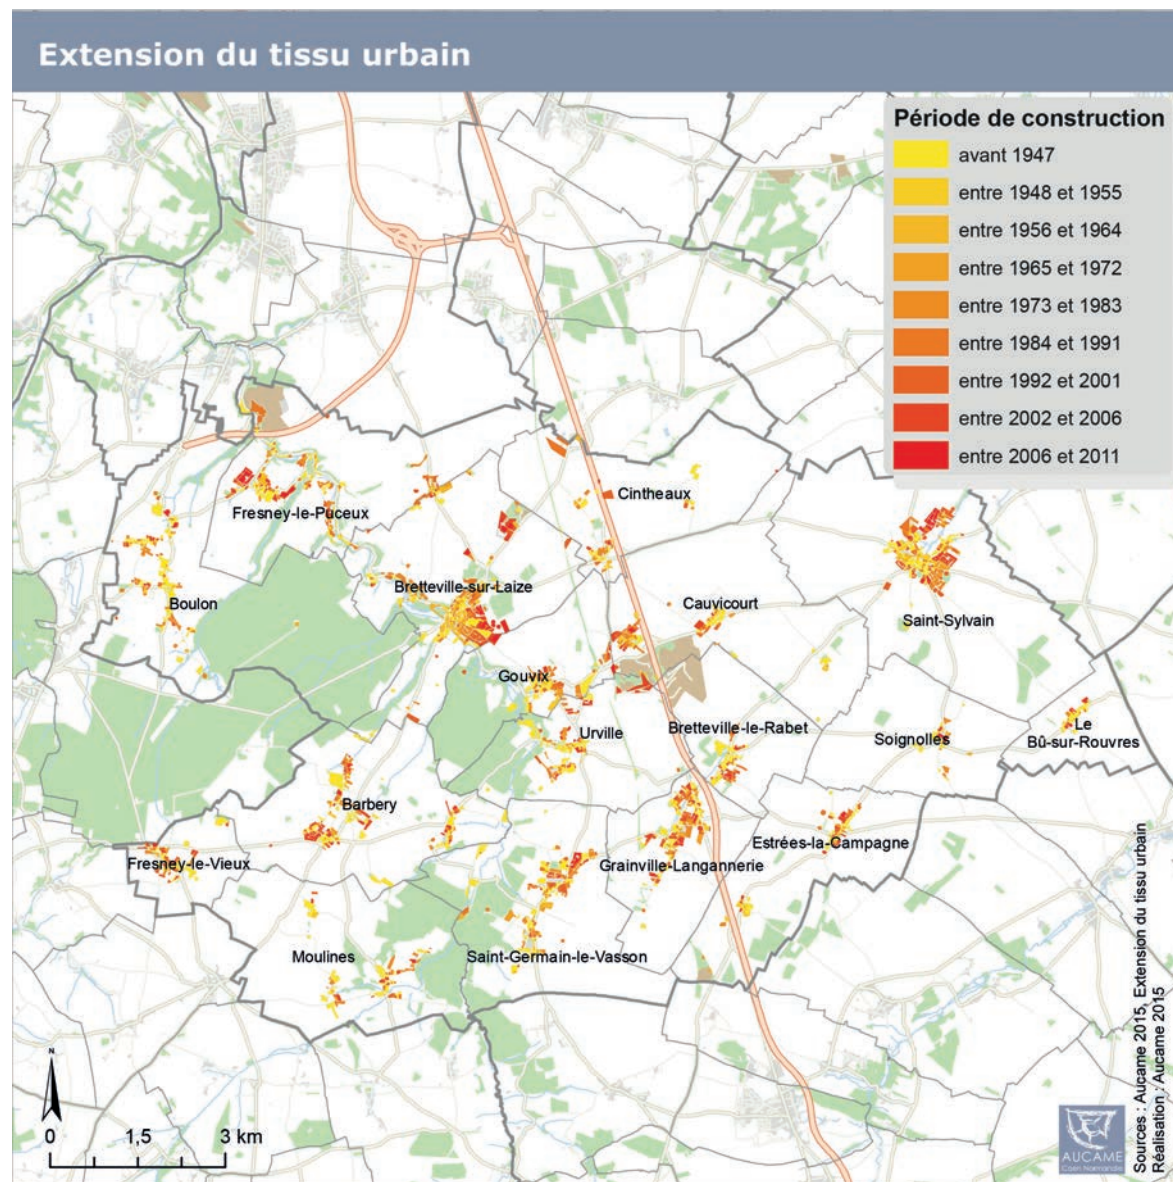 Extension du tissu urbain
Période de construction
avant 1947
entre 1948 et 1955
entre 1956 et 1964
entre 1965 et 1972
entre 1973 et 1983
entre 1984 et 1991
entre 1992 et 2001
entre 2002 et 2006
entre 2006 et 2011
Cintheaux
Fresney-le-Puceux
Bretteville-sur-Laize
Boulon
Cauvicourt
Saint-Sylvain
Gouvix
Urville
Bretteville-le-Rabet
Soignolles
Le
Bû-sur-Rouvres
Barbery
Estrées-la-Campagne
Fresney-le-Vieux
Grainville-Langannerie
Moulines
Saint-Germain-le-Vasson
N
0 1,5 3 km
AUCAME
Caen Normandie
Sources : Aucame 2015, Extension du tissu urbain
Réalisation : Aucame 2015